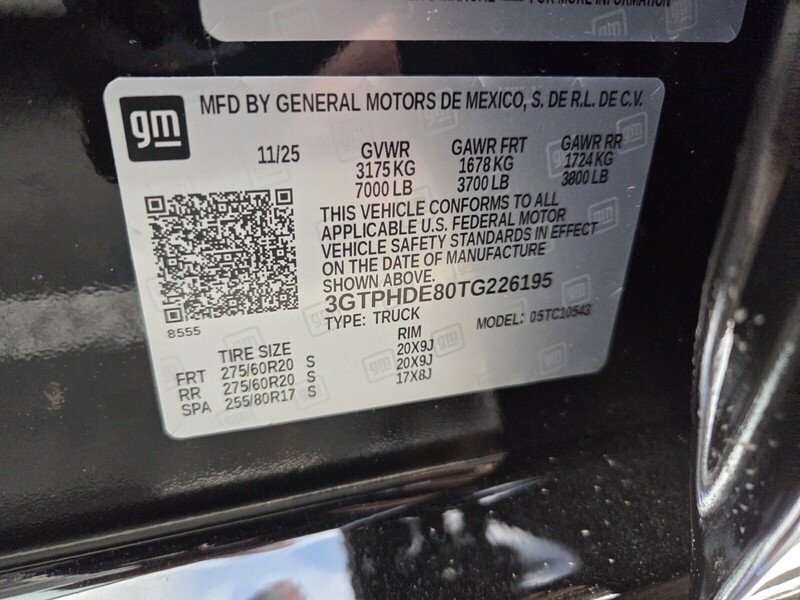 FOR MORE INFORMATION
gm
MFD BY GENERAL MOTORS DE MEXICO, S. DE R.L. DE C.V.
11/25 GVWR GAWR FRT GAWR RR
3175 KG 1678 KG 1724 KG
7000 LB 3700 LB 3800 LB
THIS VEHICLE CONFORMS TO ALL
APPLICABLE U.S. FEDERAL MOTOR
VEHICLE SAFETY STANDARDS IN EFFECT
ON THE DATE OF MANUFACTURE
SHOWN ABOVE.
3GTPHDE80TG226195
TYPE: TRUCK MODEL: 05TC10543
8555
TIRE SIZE RIM
FRT 275/60R20 S 20X9J
RR 275/60R20 S 20X9J
SPA 255/80R17 S 17X8J